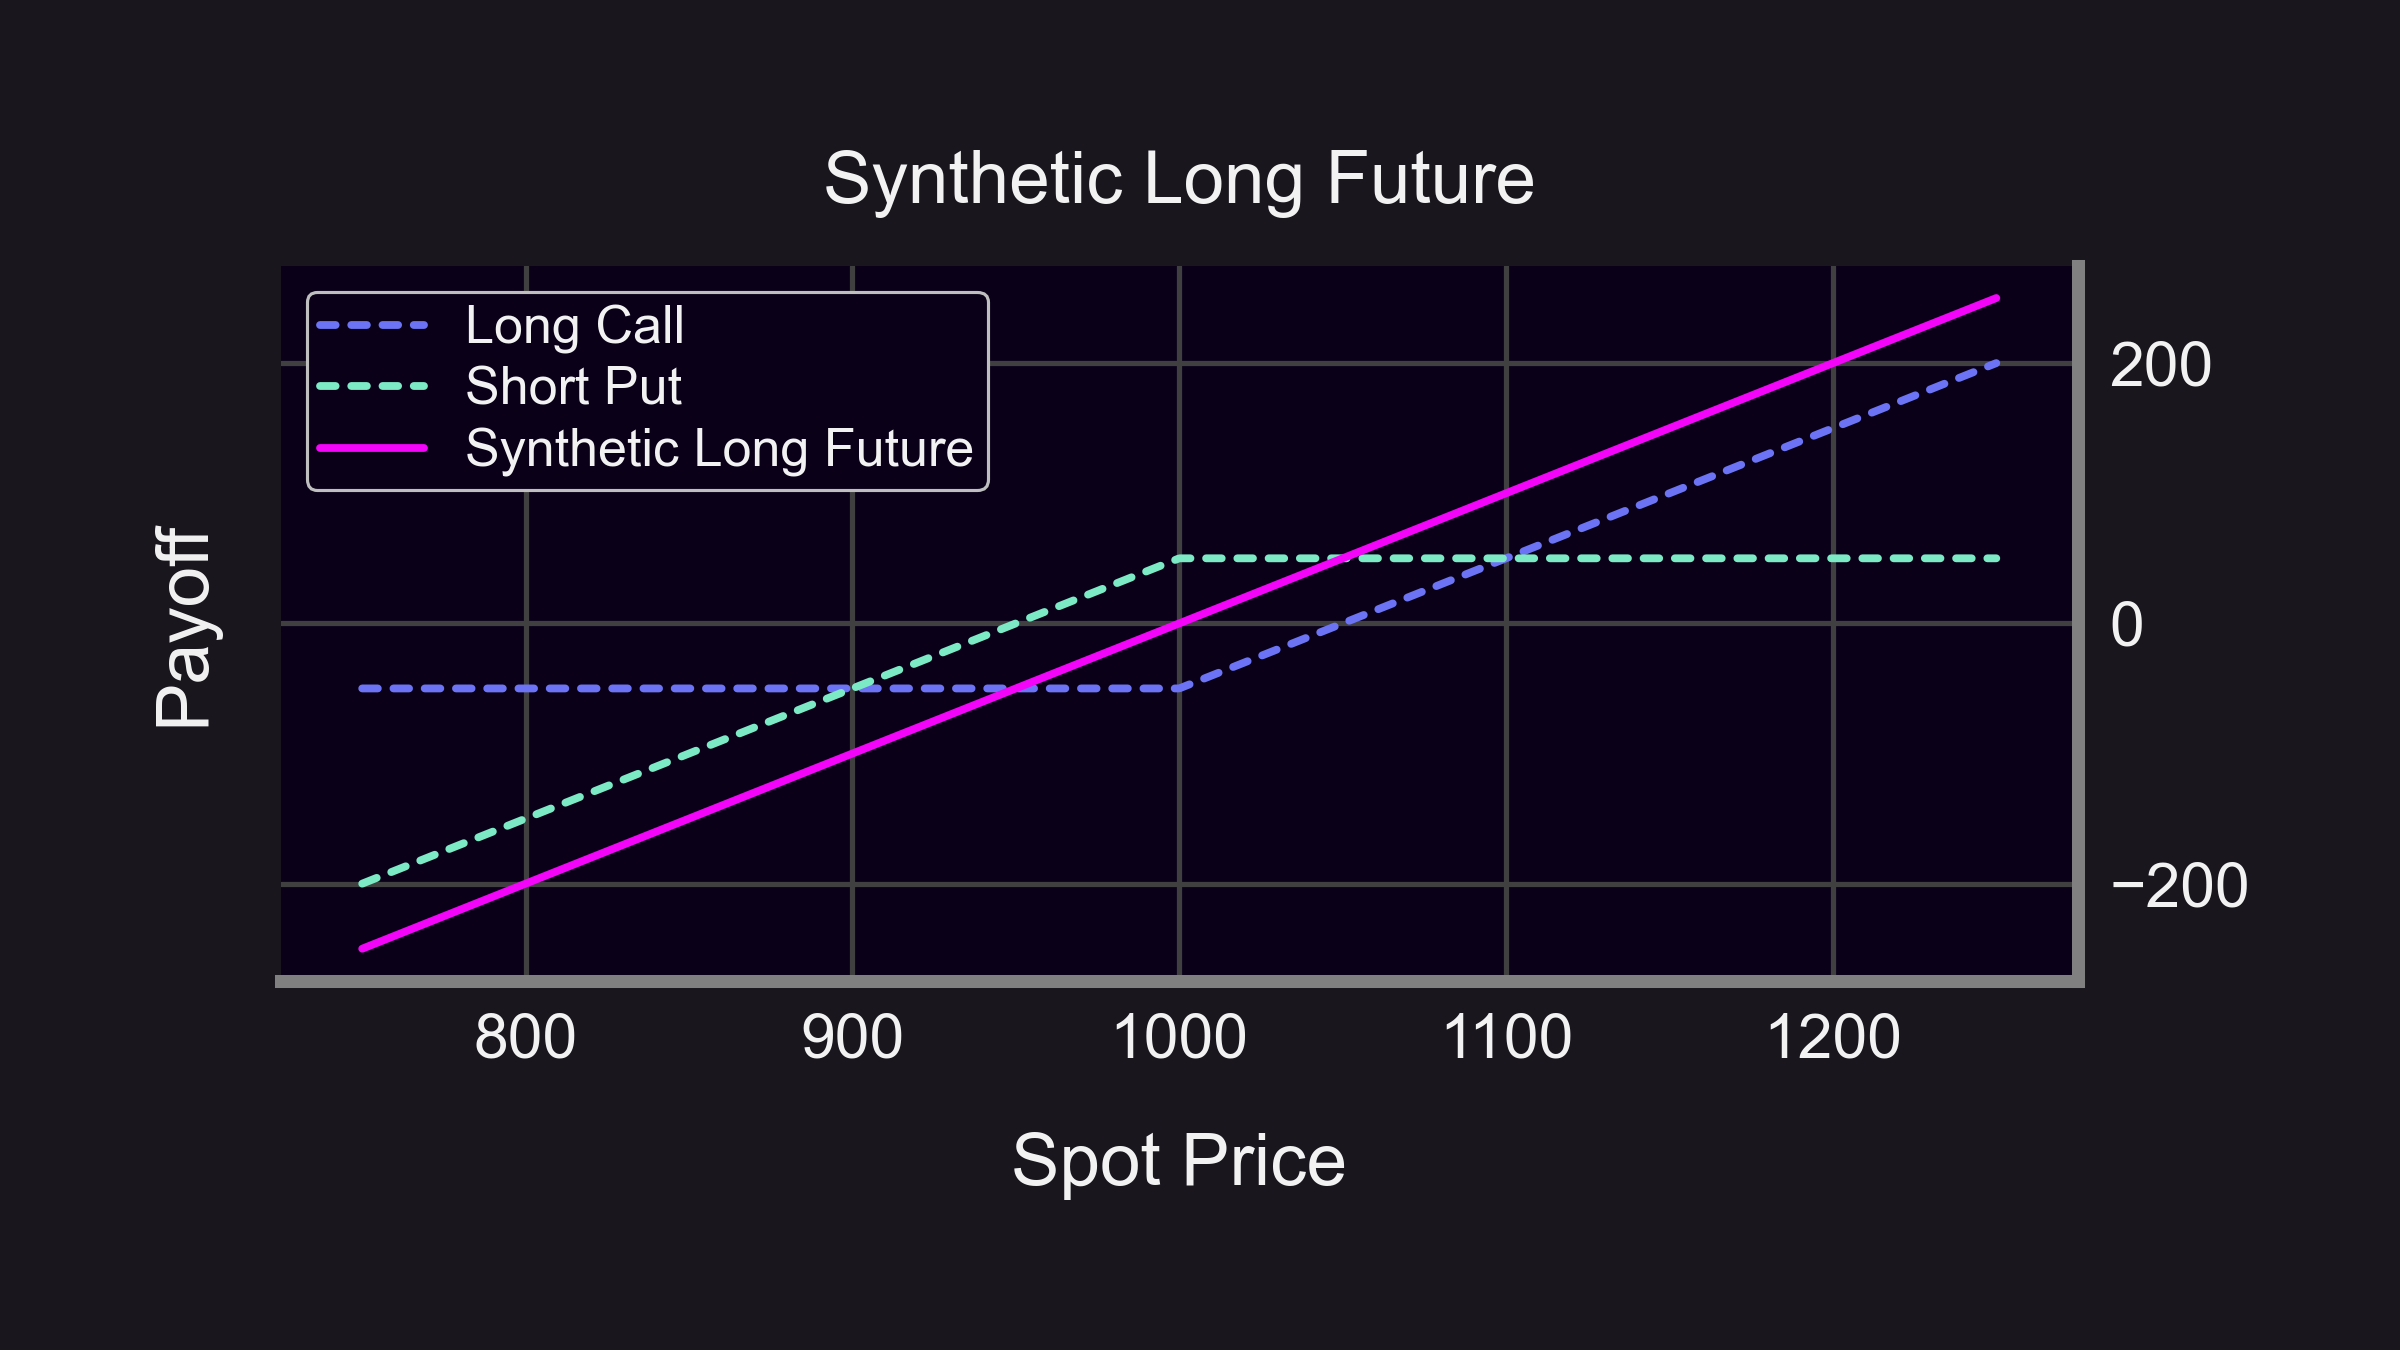 Synthetic Long Future
Long Call
Short Put
Synthetic Long Future
Payoff
200
0
−200
800 900 1000 1100 1200
Spot Price